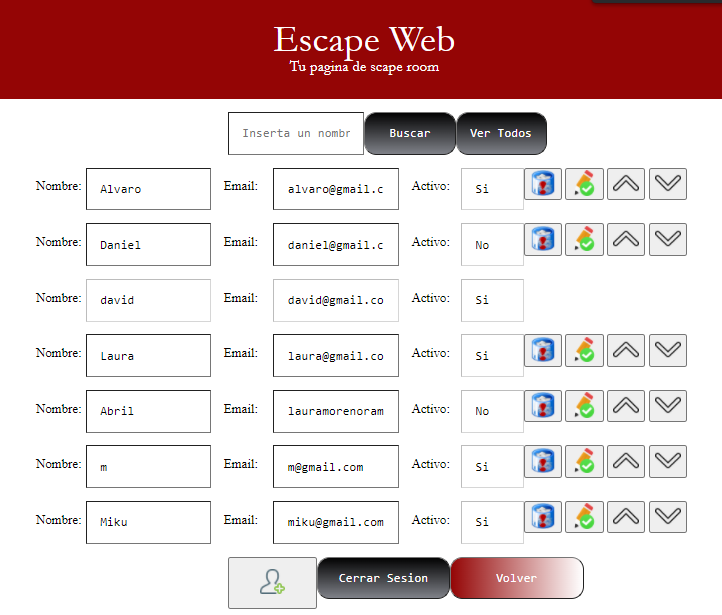 Escape Web
Tu pagina de scape room
Inserta un nombr Buscar Ver Todos
Nombre: Alvaro Email: alvaro@gmail.c Activo: Si
Nombre: Daniel Email: daniel@gmail.c Activo: No
Nombre: david Email: david@gmail.co Activo: Si
Nombre: Laura Email: laura@gmail.co Activo: Si
Nombre: Abril Email: lauramorenoram Activo: No
Nombre: m Email: m@gmail.com Activo: Si
Nombre: Miku Email: miku@gmail.com Activo: Si
Cerrar Sesion Volver